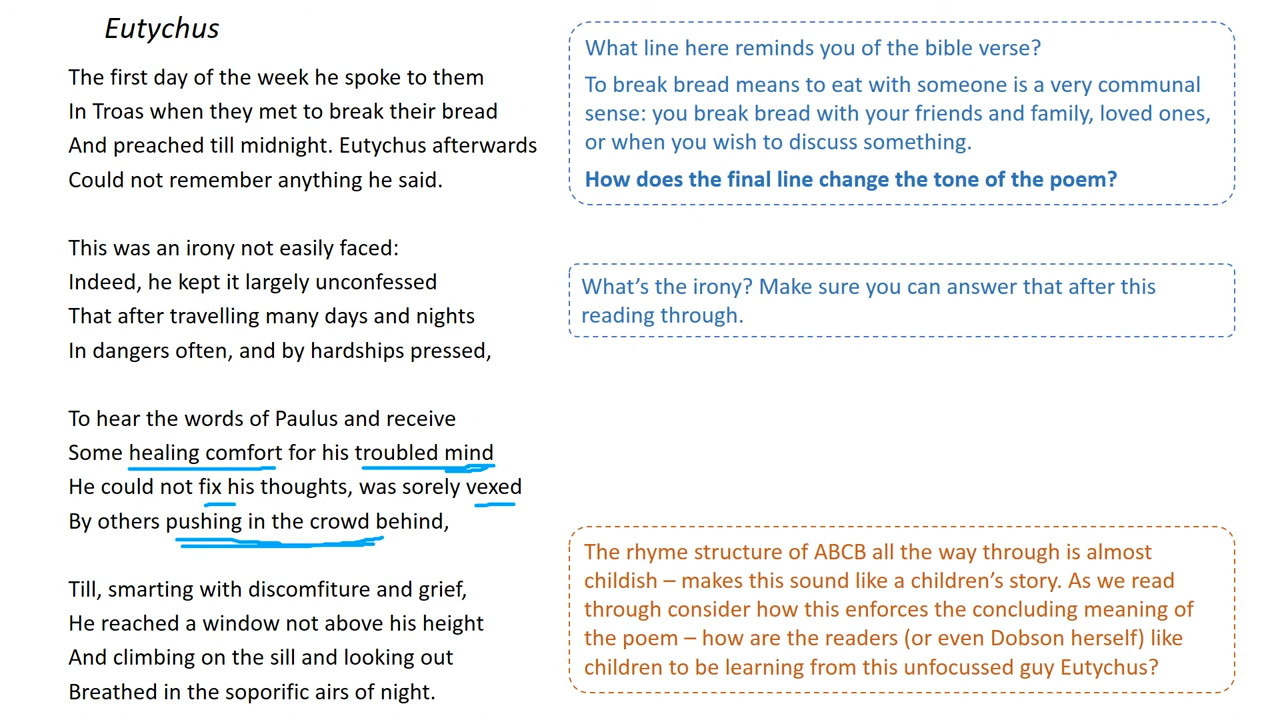 Eutychus
The first day of the week he spoke to them
In Troas when they met to break their bread
And preached till midnight. Eutychus afterwards
Could not remember anything he said.
This was an irony not easily faced:
Indeed, he kept it largely unconfessed
That after travelling many days and nights
In dangers often, and by hardships pressed,
To hear the words of Paulus and receive
Some healing comfort for his troubled mind
He could not fix his thoughts, was sorely vexed
By others pushing in the crowd behind,
Till, smarting with discomfiture and grief,
He reached a window not above his height
And climbing on the sill and looking out
Breathed in the soporific airs of night.
What line here reminds you of the bible verse?
To break bread means to eat with someone is a very communal
sense: you break bread with your friends and family, loved ones,
or when you wish to discuss something.
How does the final line change the tone of the poem?
What’s the irony? Make sure you can answer that after this
reading through.
The rhyme structure of ABCB all the way through is almost
childish – makes this sound like a children’s story. As we read
through consider how this enforces the concluding meaning of
the poem – how are the readers (or even Dobson herself) like
children to be learning from this unfocussed guy Eutychus?